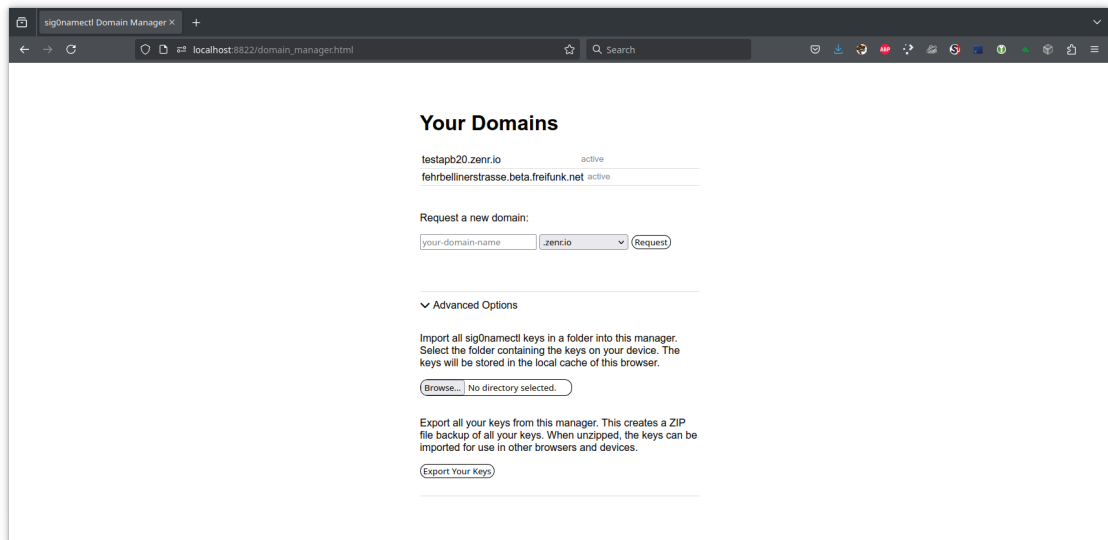 sig0namectl Domain Manager
localhost:8822/domain_manager.html
Search
ABP
Your Domains
testapb20.zenr.io active
fehrbellinerstrasse.beta.freifunk.net active
Request a new domain:
your-domain-name .zenr.io Request
Advanced Options
Import all sig0namectl keys in a folder into this manager.
Select the folder containing the keys on your device. The
keys will be stored in the local cache of this browser.
Browse... No directory selected.
Export all your keys from this manager. This creates a ZIP
file backup of all your keys. When unzipped, the keys can be
imported for use in other browsers and devices.
Export Your Keys